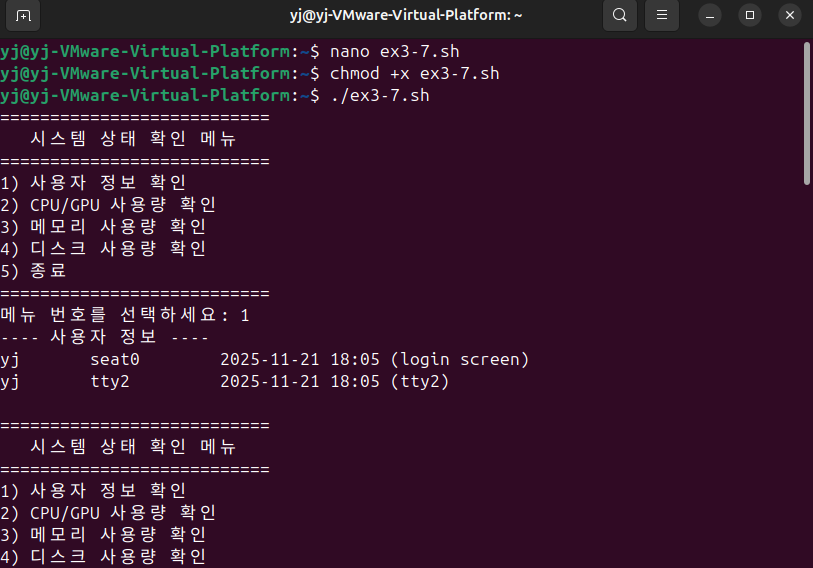 yj@yj-VMware-Virtual-Platform: ~
yj@yj-VMware-Virtual-Platform:~$ nano ex3-7.sh
yj@yj-VMware-Virtual-Platform:~$ chmod +x ex3-7.sh
yj@yj-VMware-Virtual-Platform:~$ ./ex3-7.sh
===========================
   시스템 상태 확인 메뉴
===========================
1) 사용자 정보 확인
2) CPU/GPU 사용량 확인
3) 메모리 사용량 확인
4) 디스크 사용량 확인
5) 종료
===========================
메뉴 번호를 선택하세요: 1
---- 사용자 정보 ----
yj       seat0        2025-11-21 18:05 (login screen)
yj       tty2         2025-11-21 18:05 (tty2)
===========================
   시스템 상태 확인 메뉴
===========================
1) 사용자 정보 확인
2) CPU/GPU 사용량 확인
3) 메모리 사용량 확인
4) 디스크 사용량 확인